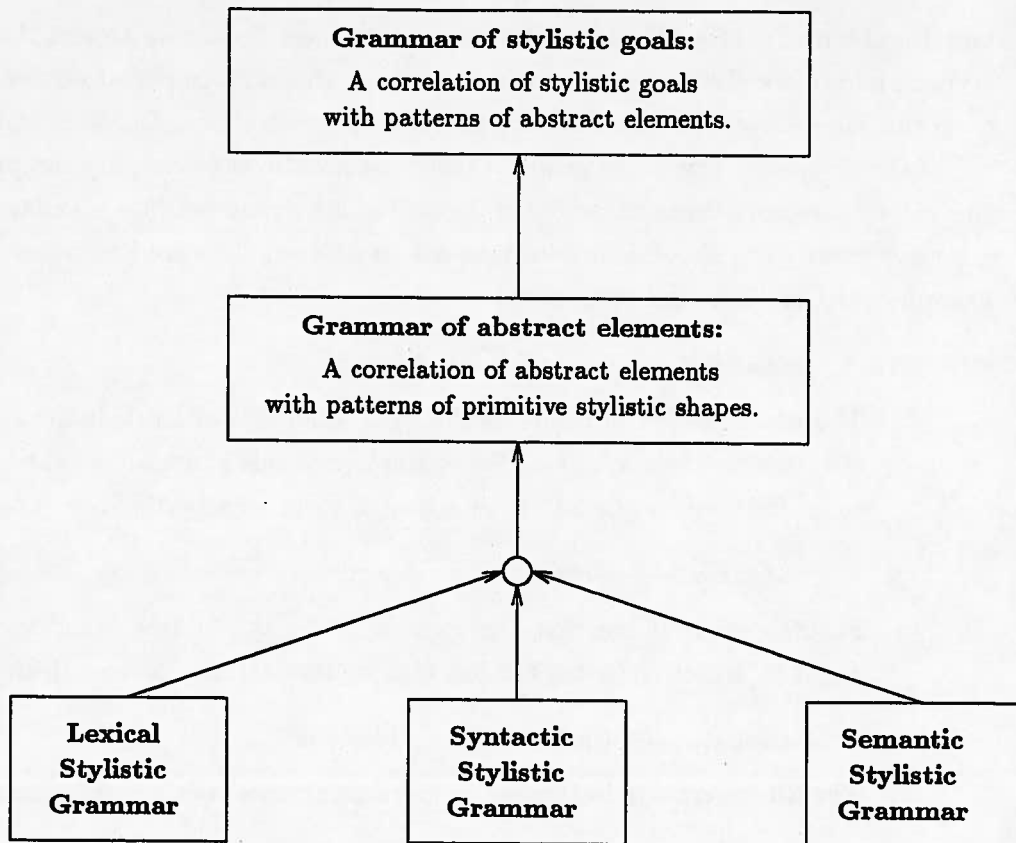 Grammar of stylistic goals:
A correlation of stylistic goals
with patterns of abstract elements.
Grammar of abstract elements:
A correlation of abstract elements
with patterns of primitive stylistic shapes.
Lexical
Stylistic
Grammar
Syntactic
Stylistic
Grammar
Semantic
Stylistic
Grammar